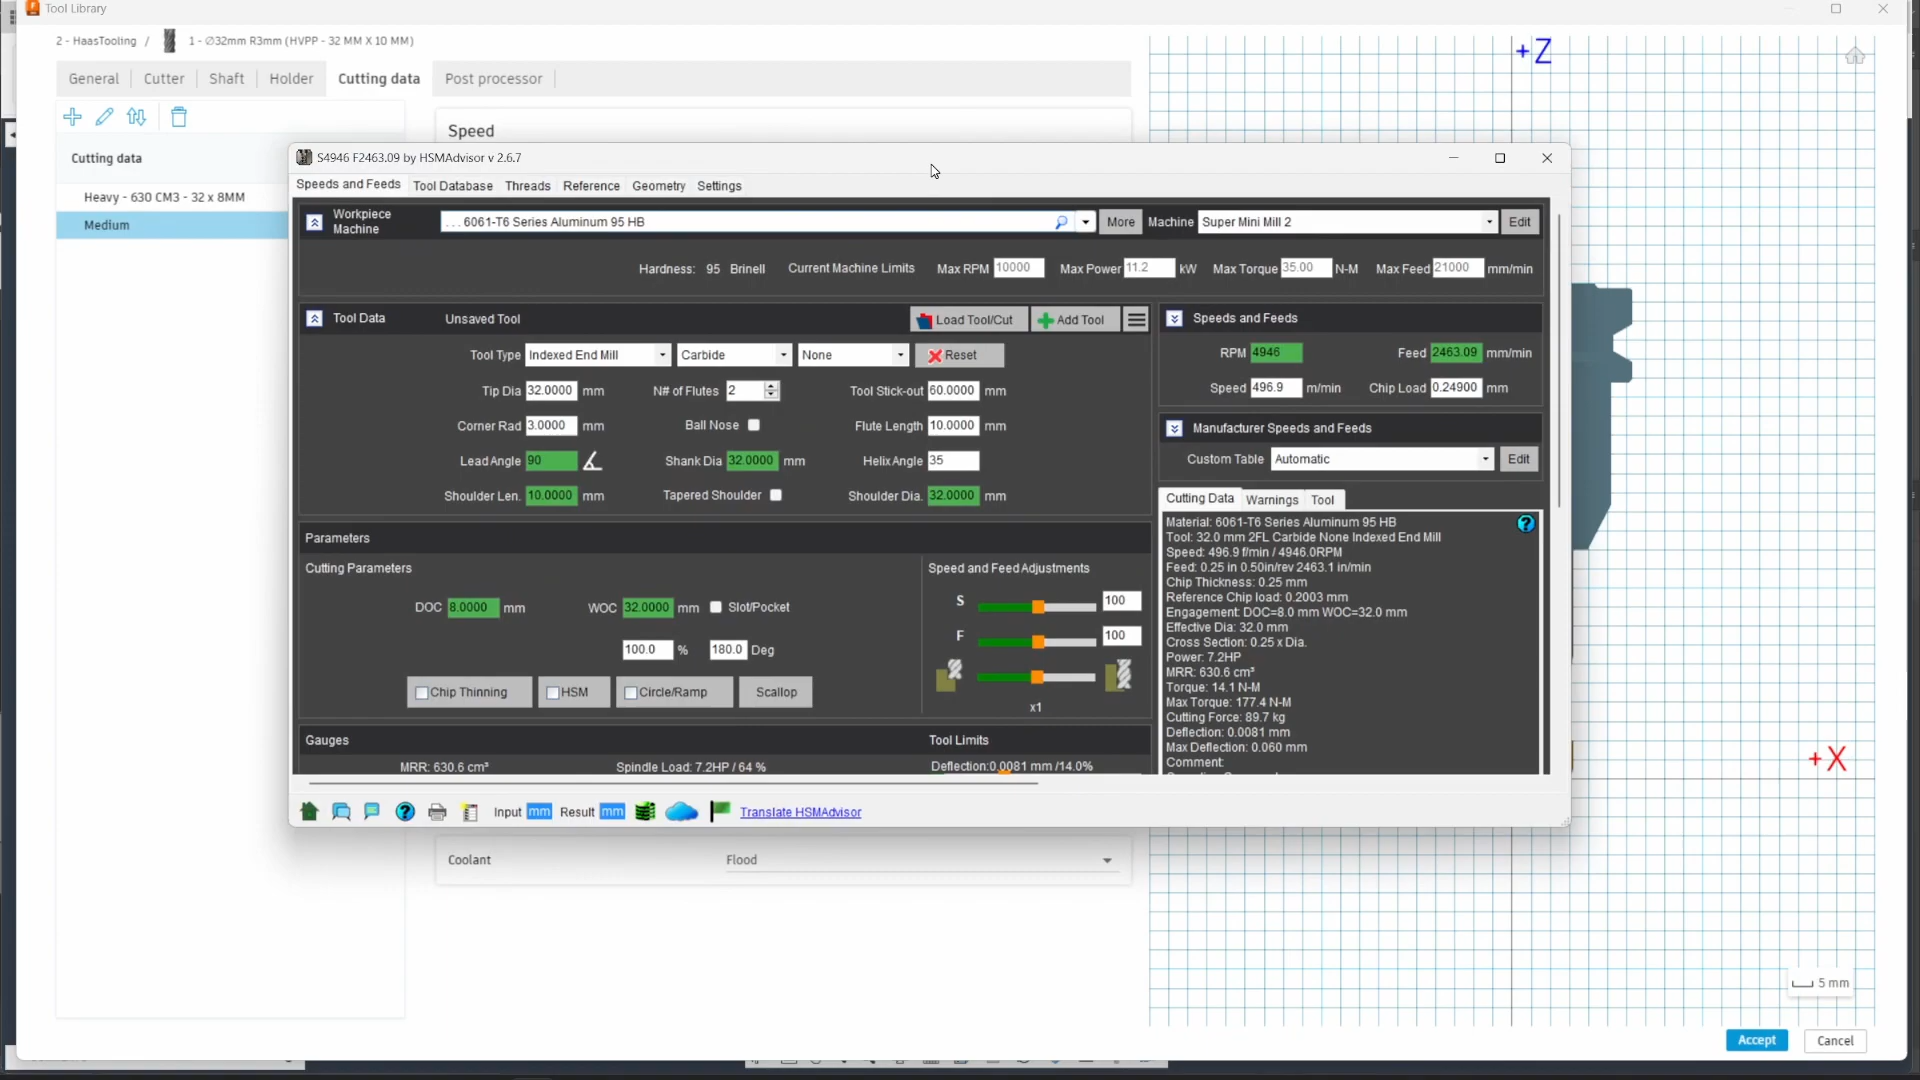 Tool Library
2 - HaasTooling / 1 - ∅32mm R3mm (HVPP - 32 MM X 10 MM)
General Cutter Shaft Holder Cutting data Post processor
Speed
Cutting data
Heavy - 630 CM3 - 32 x 8MM
Medium
+Z
S4946 F2463.09 by HSMAdvisor v 2.6.7
Speeds and Feeds Tool Database Threads Reference Geometry Settings
Workpiece
Machine
. . . 6061-T6 Series Aluminum 95 HB
More Machine Super Mini Mill 2 Edit
Hardness: 95 Brinell Current Machine Limits Max RPM 10000 Max Power 11.2 kW Max Torque 35.00 N-M Max Feed 21000 mm/min
Tool Data Unsaved Tool Load Tool/Cut Add Tool
Tool Type Indexed End Mill Carbide None Reset
Tip Dia 32.0000 mm N# of Flutes 2 Tool Stick-out 60.0000 mm
Corner Rad 3.0000 mm Ball Nose Flute Length 10.0000 mm
Lead Angle 90 Shank Dia 32.0000 mm Helix Angle 35
Shoulder Len. 10.0000 mm Tapered Shoulder Shoulder Dia. 32.0000 mm
Speeds and Feeds
RPM 4946 Feed 2463.09 mm/min
Speed 496.9 m/min Chip Load 0.24900 mm
Manufacturer Speeds and Feeds
Custom Table Automatic Edit
Cutting Data Warnings Tool
Material: 6061-T6 Series Aluminum 95 HB
Tool: 32.0 mm 2FL Carbide None Indexed End Mill
Speed: 496.9 f/min / 4946.0RPM
Feed: 0.25 in 0.50in/rev 2463.1 in/min
Chip Thickness: 0.25 mm
Reference Chip load: 0.2003 mm
Engagement: DOC=8.0 mm WOC=32.0 mm
Effective Dia: 32.0 mm
Cross Section: 0.25 x Dia.
Power: 7.2HP
MRR: 630.6 cm³
Torque: 14.1 N-M
Max Torque: 177.4 N-M
Cutting Force: 89.7 kg
Deflection: 0.0081 mm
Max Deflection: 0.060 mm
Comment:
Parameters
Cutting Parameters
DOC 8.0000 mm WOC 32.0000 mm Slot/Pocket
100.0 % 180.0 Deg
Chip Thinning HSM Circle/Ramp Scallop
Speed and Feed Adjustments
S 100
F 100
x1
Gauges
MRR: 630.6 cm³ Spindle Load: 7.2HP / 64 %
Tool Limits
Deflection:0.0081 mm /14.0%
Input mm Result mm Translate HSMAdvisor
+X
Coolant Flood
5 mm
Accept Cancel